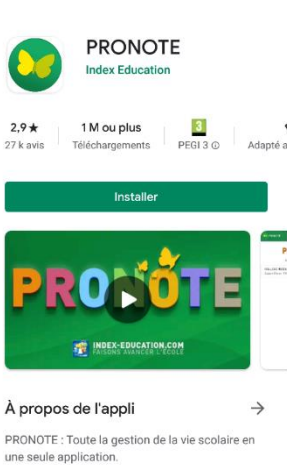 PRONOTE
Index Education
2,9★ 1 M ou plus 3
27 k avis Téléchargements PEGI 3 Adapté a
Installer
PRONOTE
INDEX-EDUCATION.COM
FAISONS AVANCER L'ÉCOLE
À propos de l'appli
PRONOTE : Toute la gestion de la vie scolaire en
une seule application.